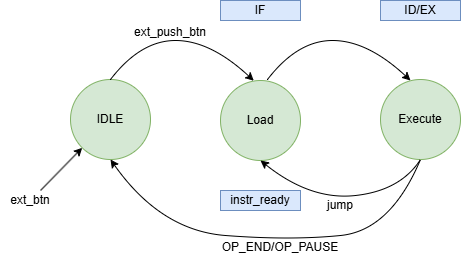 IF
ID/EX
ext_push_btn
IDLE
Load
Execute
ext_btn
instr_ready
jump
OP_END/OP_PAUSE